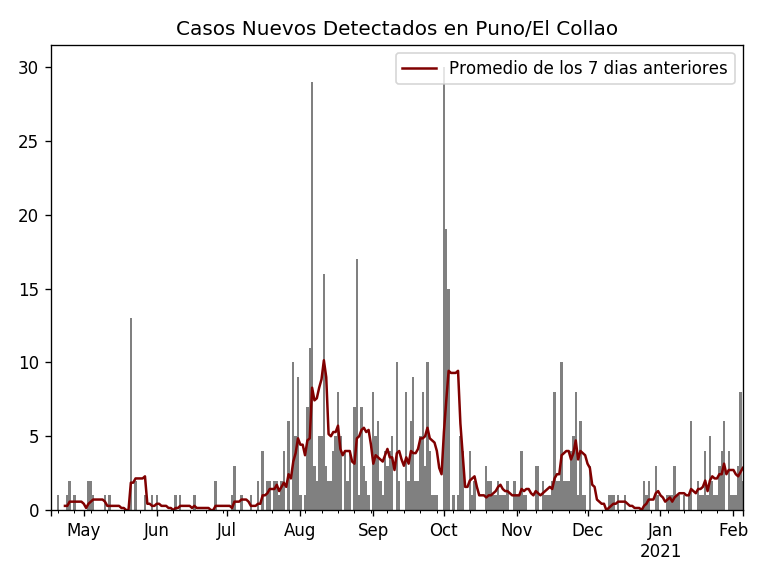 Casos Nuevos Detectados en Puno/El Collao
Promedio de los 7 dias anteriores
30
25
20
15
10
5
0
May Jun Jul Aug Sep Oct Nov Dec Jan Feb
2021